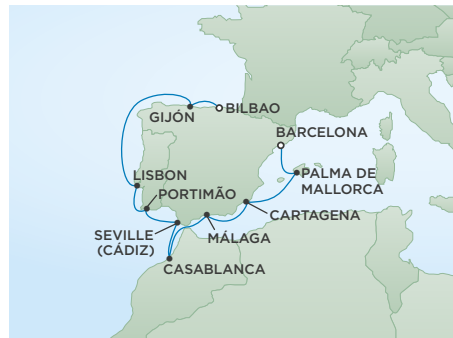 GIJÓN
BILBAO
BARCELONA
LISBON
PALMA DE
MALLORCA
PORTIMÃO
CARTAGENA
SEVILLE
(CÁDIZ)
MÁLAGA
CASABLANCA